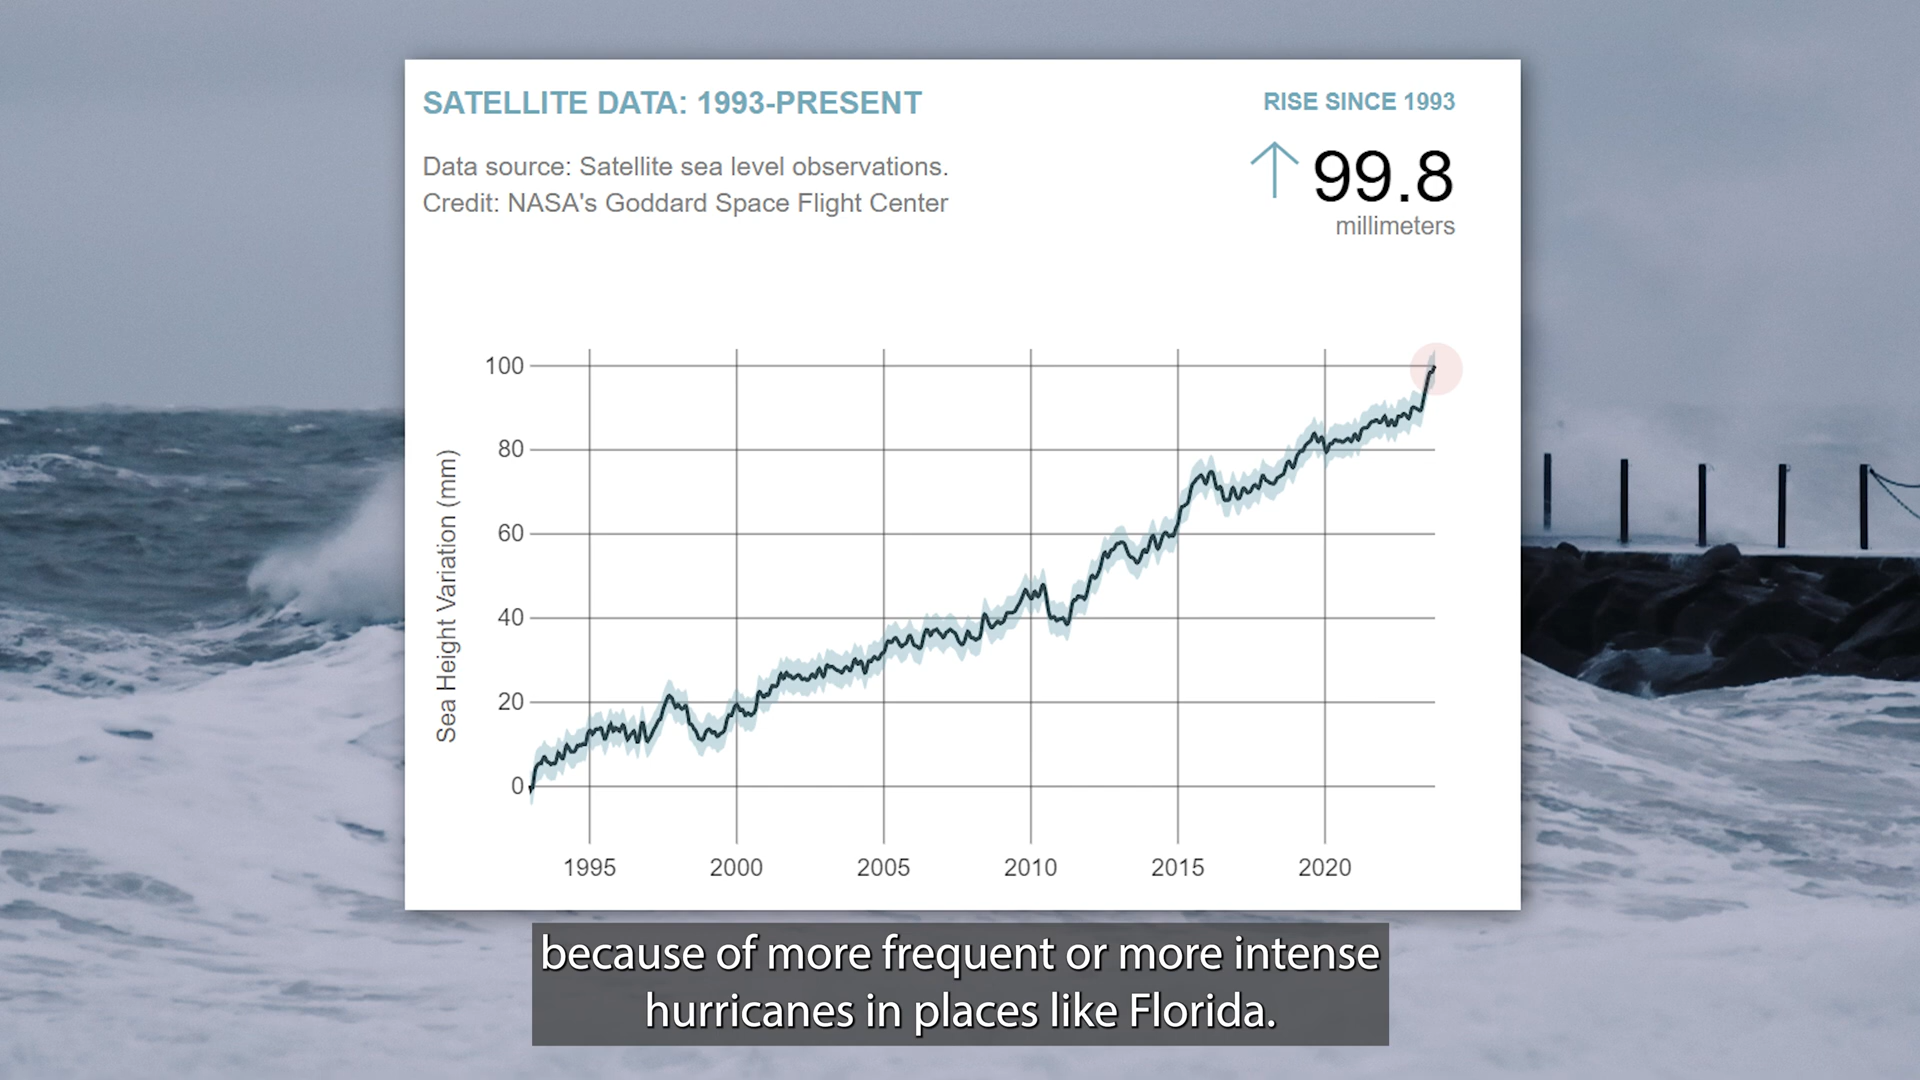 SATELLITE DATA: 1993-PRESENT
RISE SINCE 1993
Data source: Satellite sea level observations.
Credit: NASA's Goddard Space Flight Center
99.8
millimeters
Sea Height Variation (mm)
100
80
60
40
20
0
1995 2000 2005 2010 2015 2020
because of more frequent or more intense
hurricanes in places like Florida.